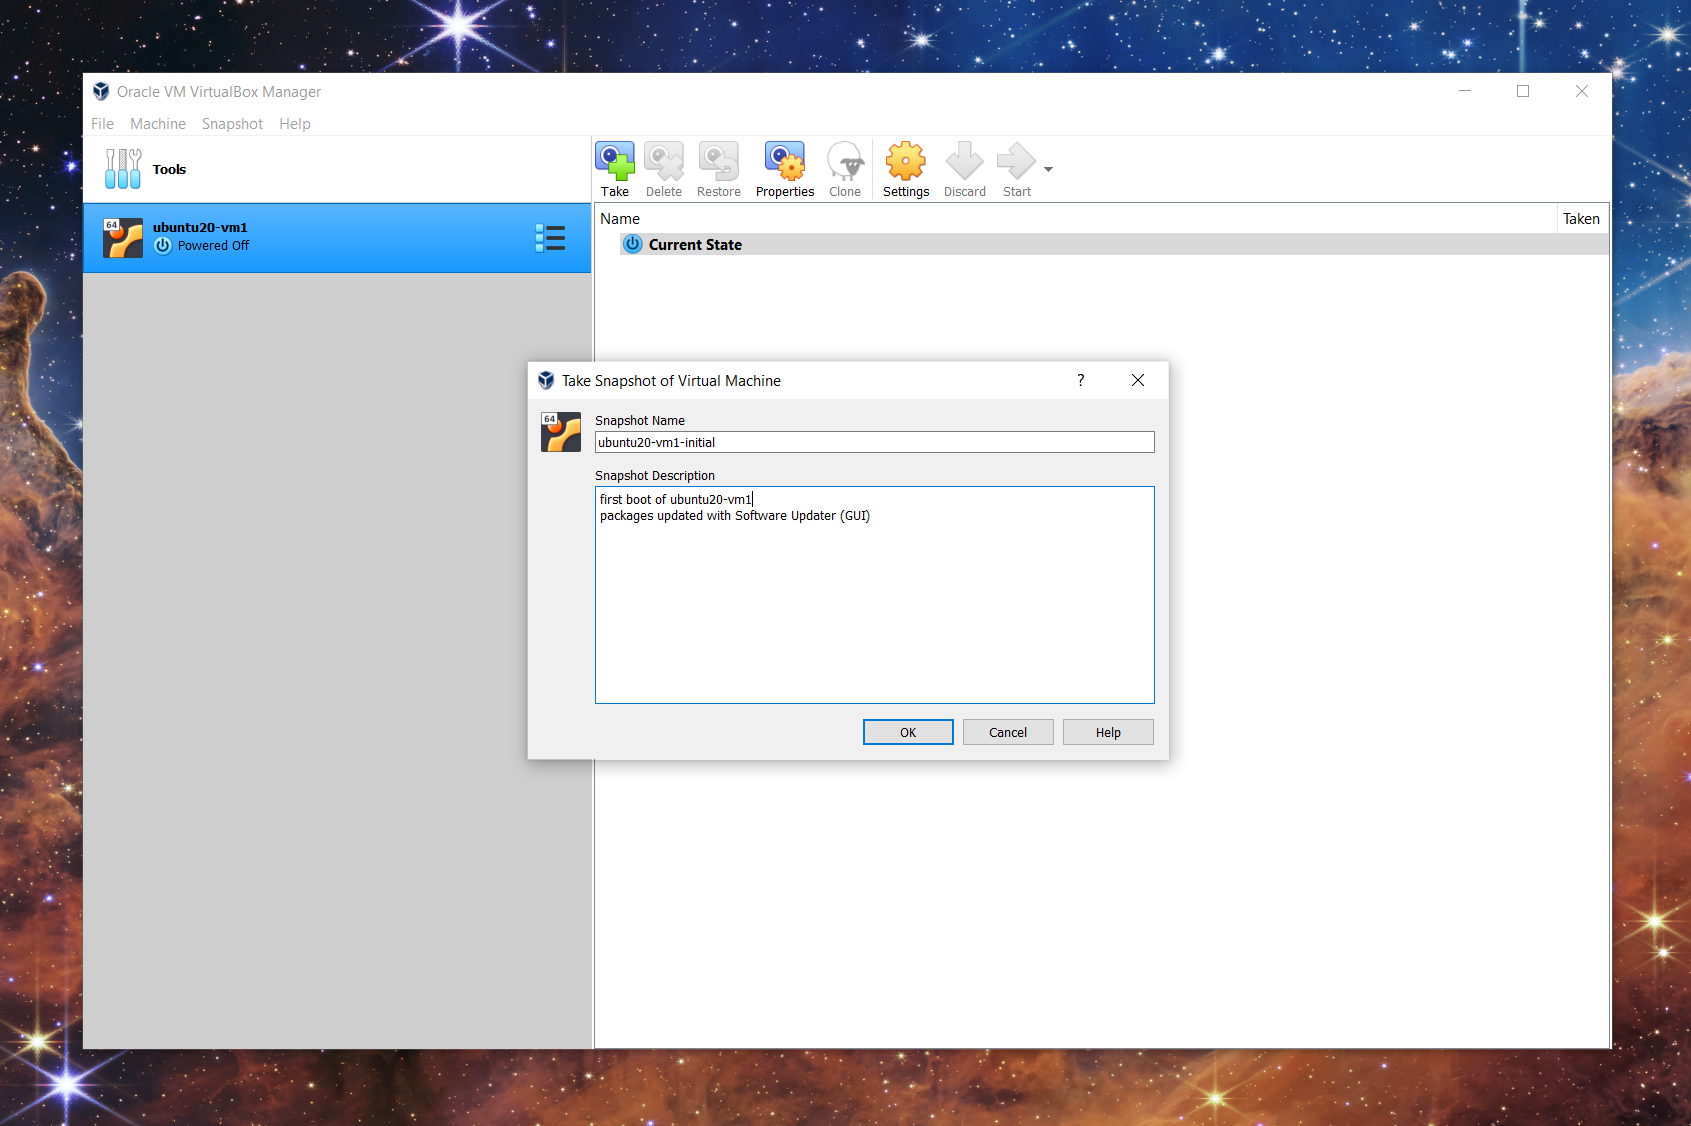 Oracle VM VirtualBox Manager
File Machine Snapshot Help
Tools
Take Delete Restore Properties Clone Settings Discard Start
64
ubuntu20-vm1
Powered Off
Name Taken
Current State
Take Snapshot of Virtual Machine ?
64
Snapshot Name
ubuntu20-vm1-initial
Snapshot Description
first boot of ubuntu20-vm1
packages updated with Software Updater (GUI)
OK Cancel Help